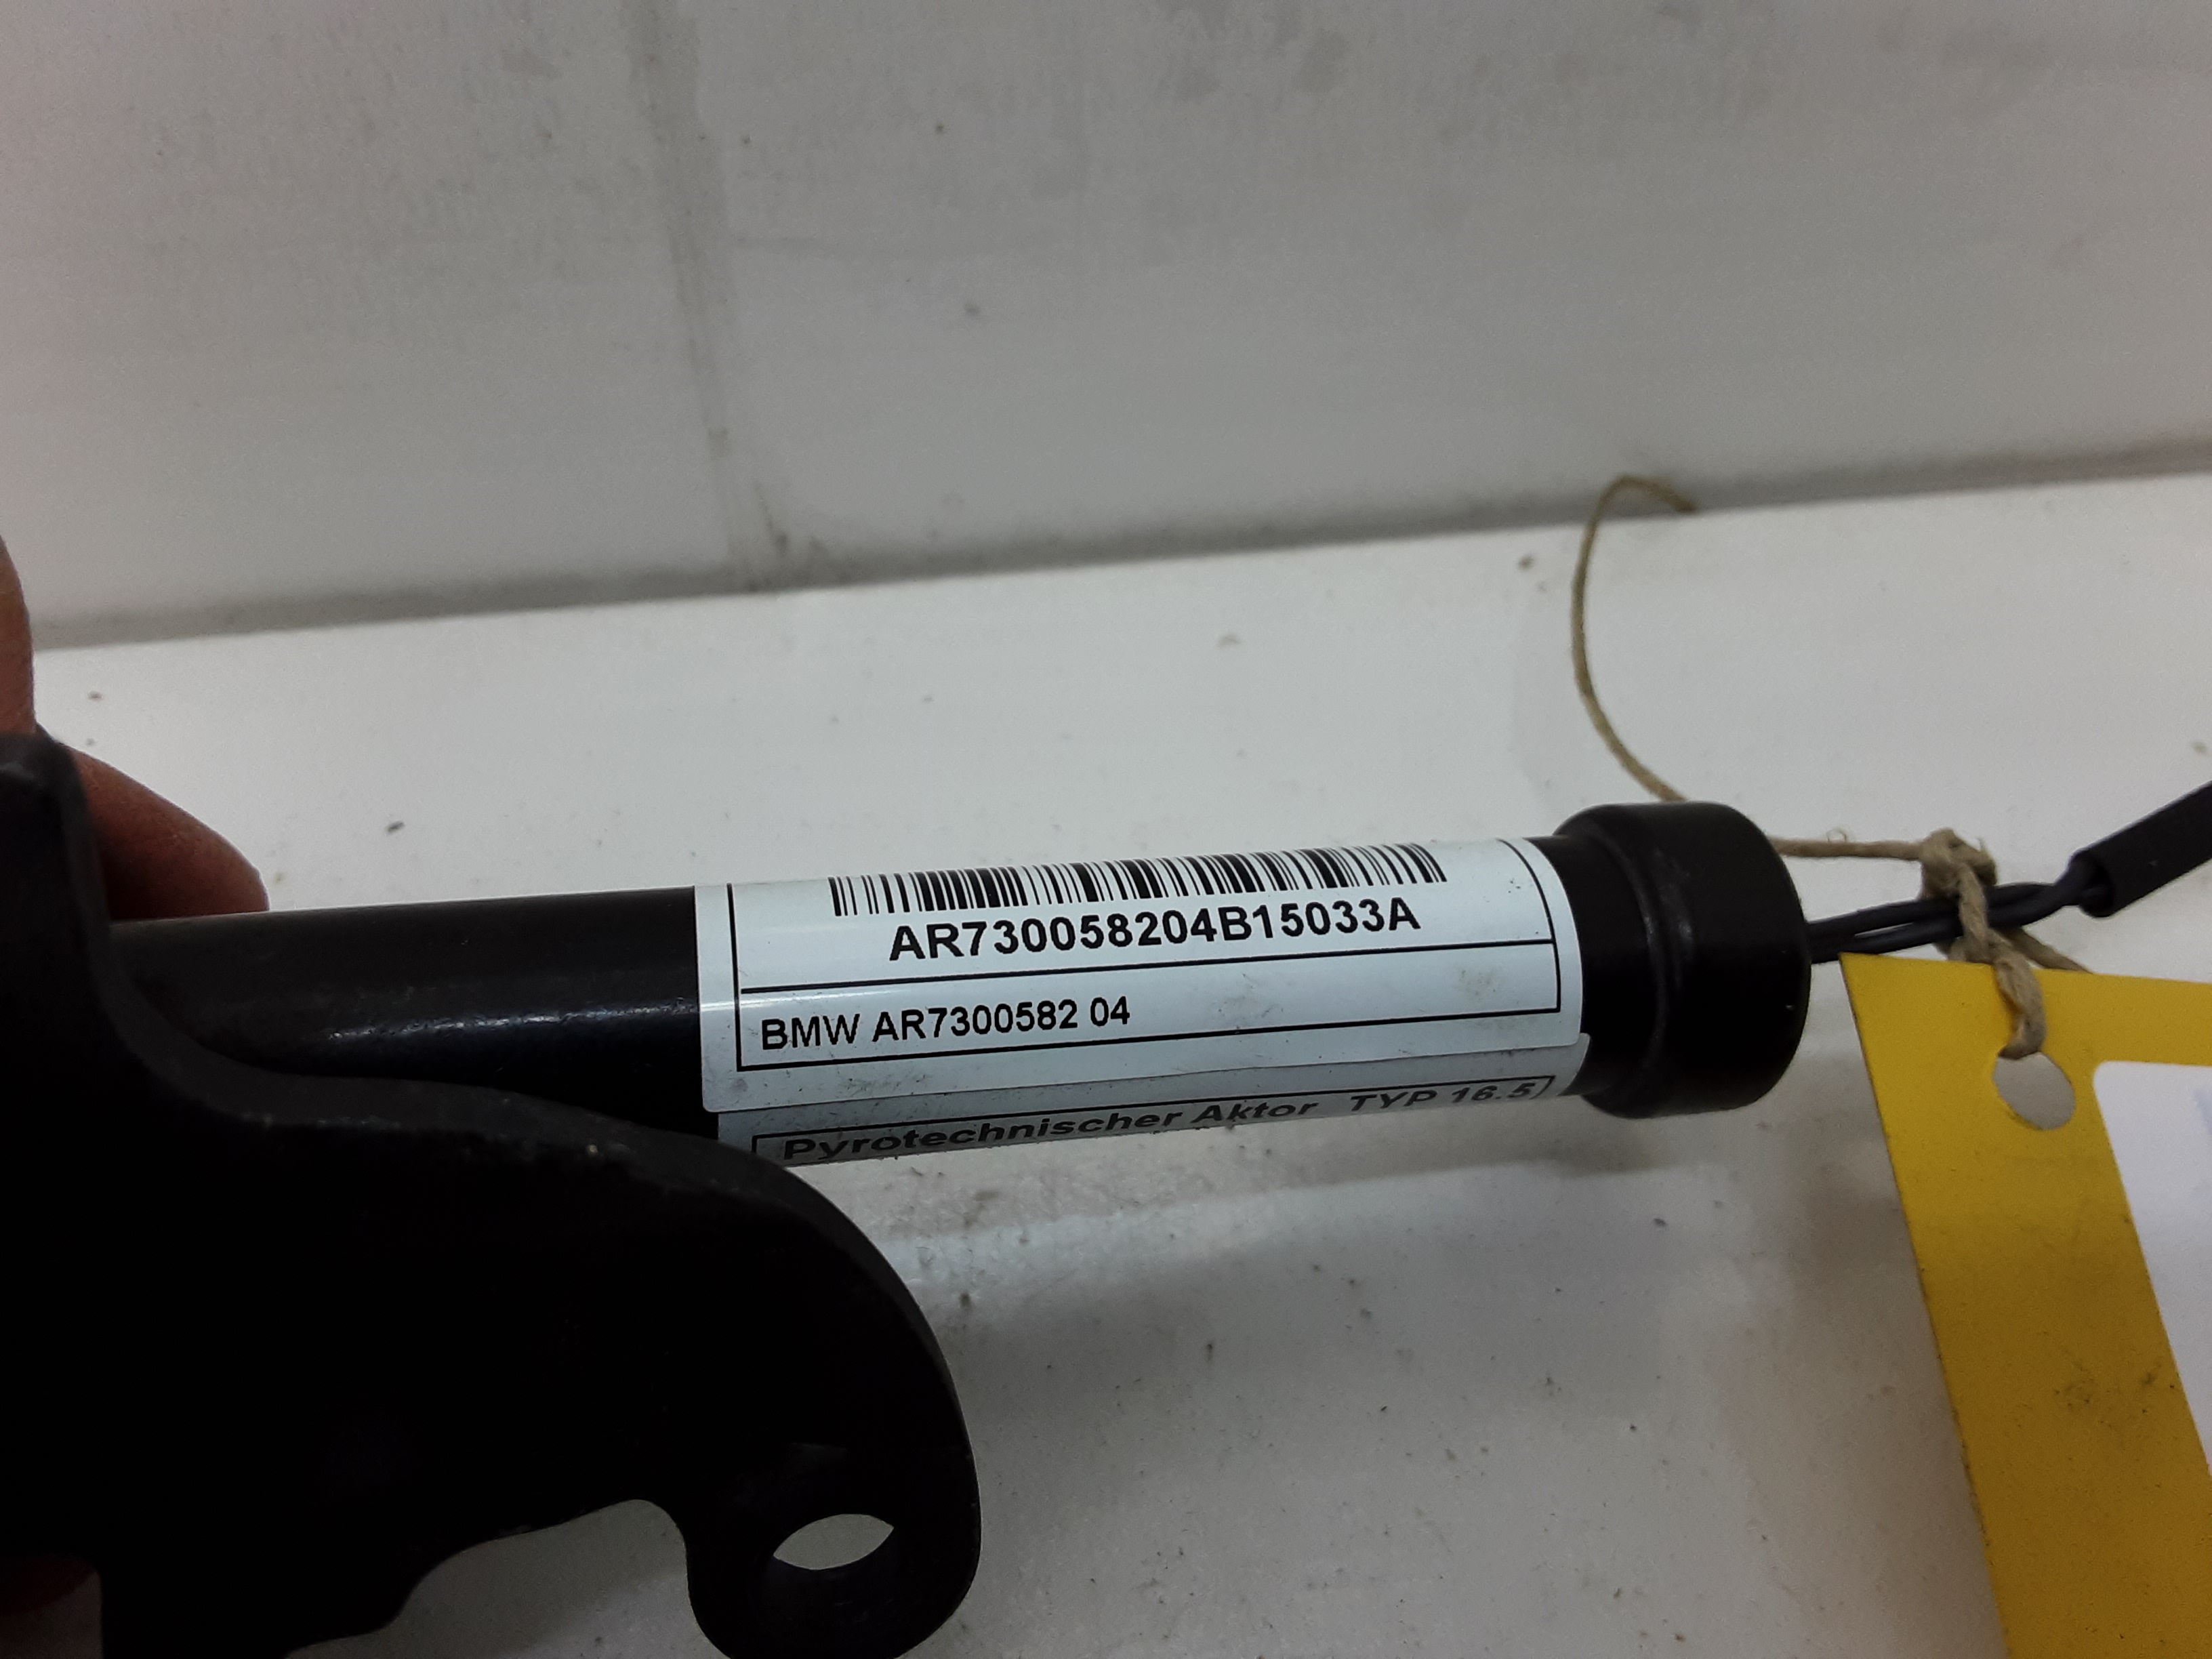 AR730058204B15033A
BMW AR7300582 04
Pyrotechnischer Aktor TYP 16.5